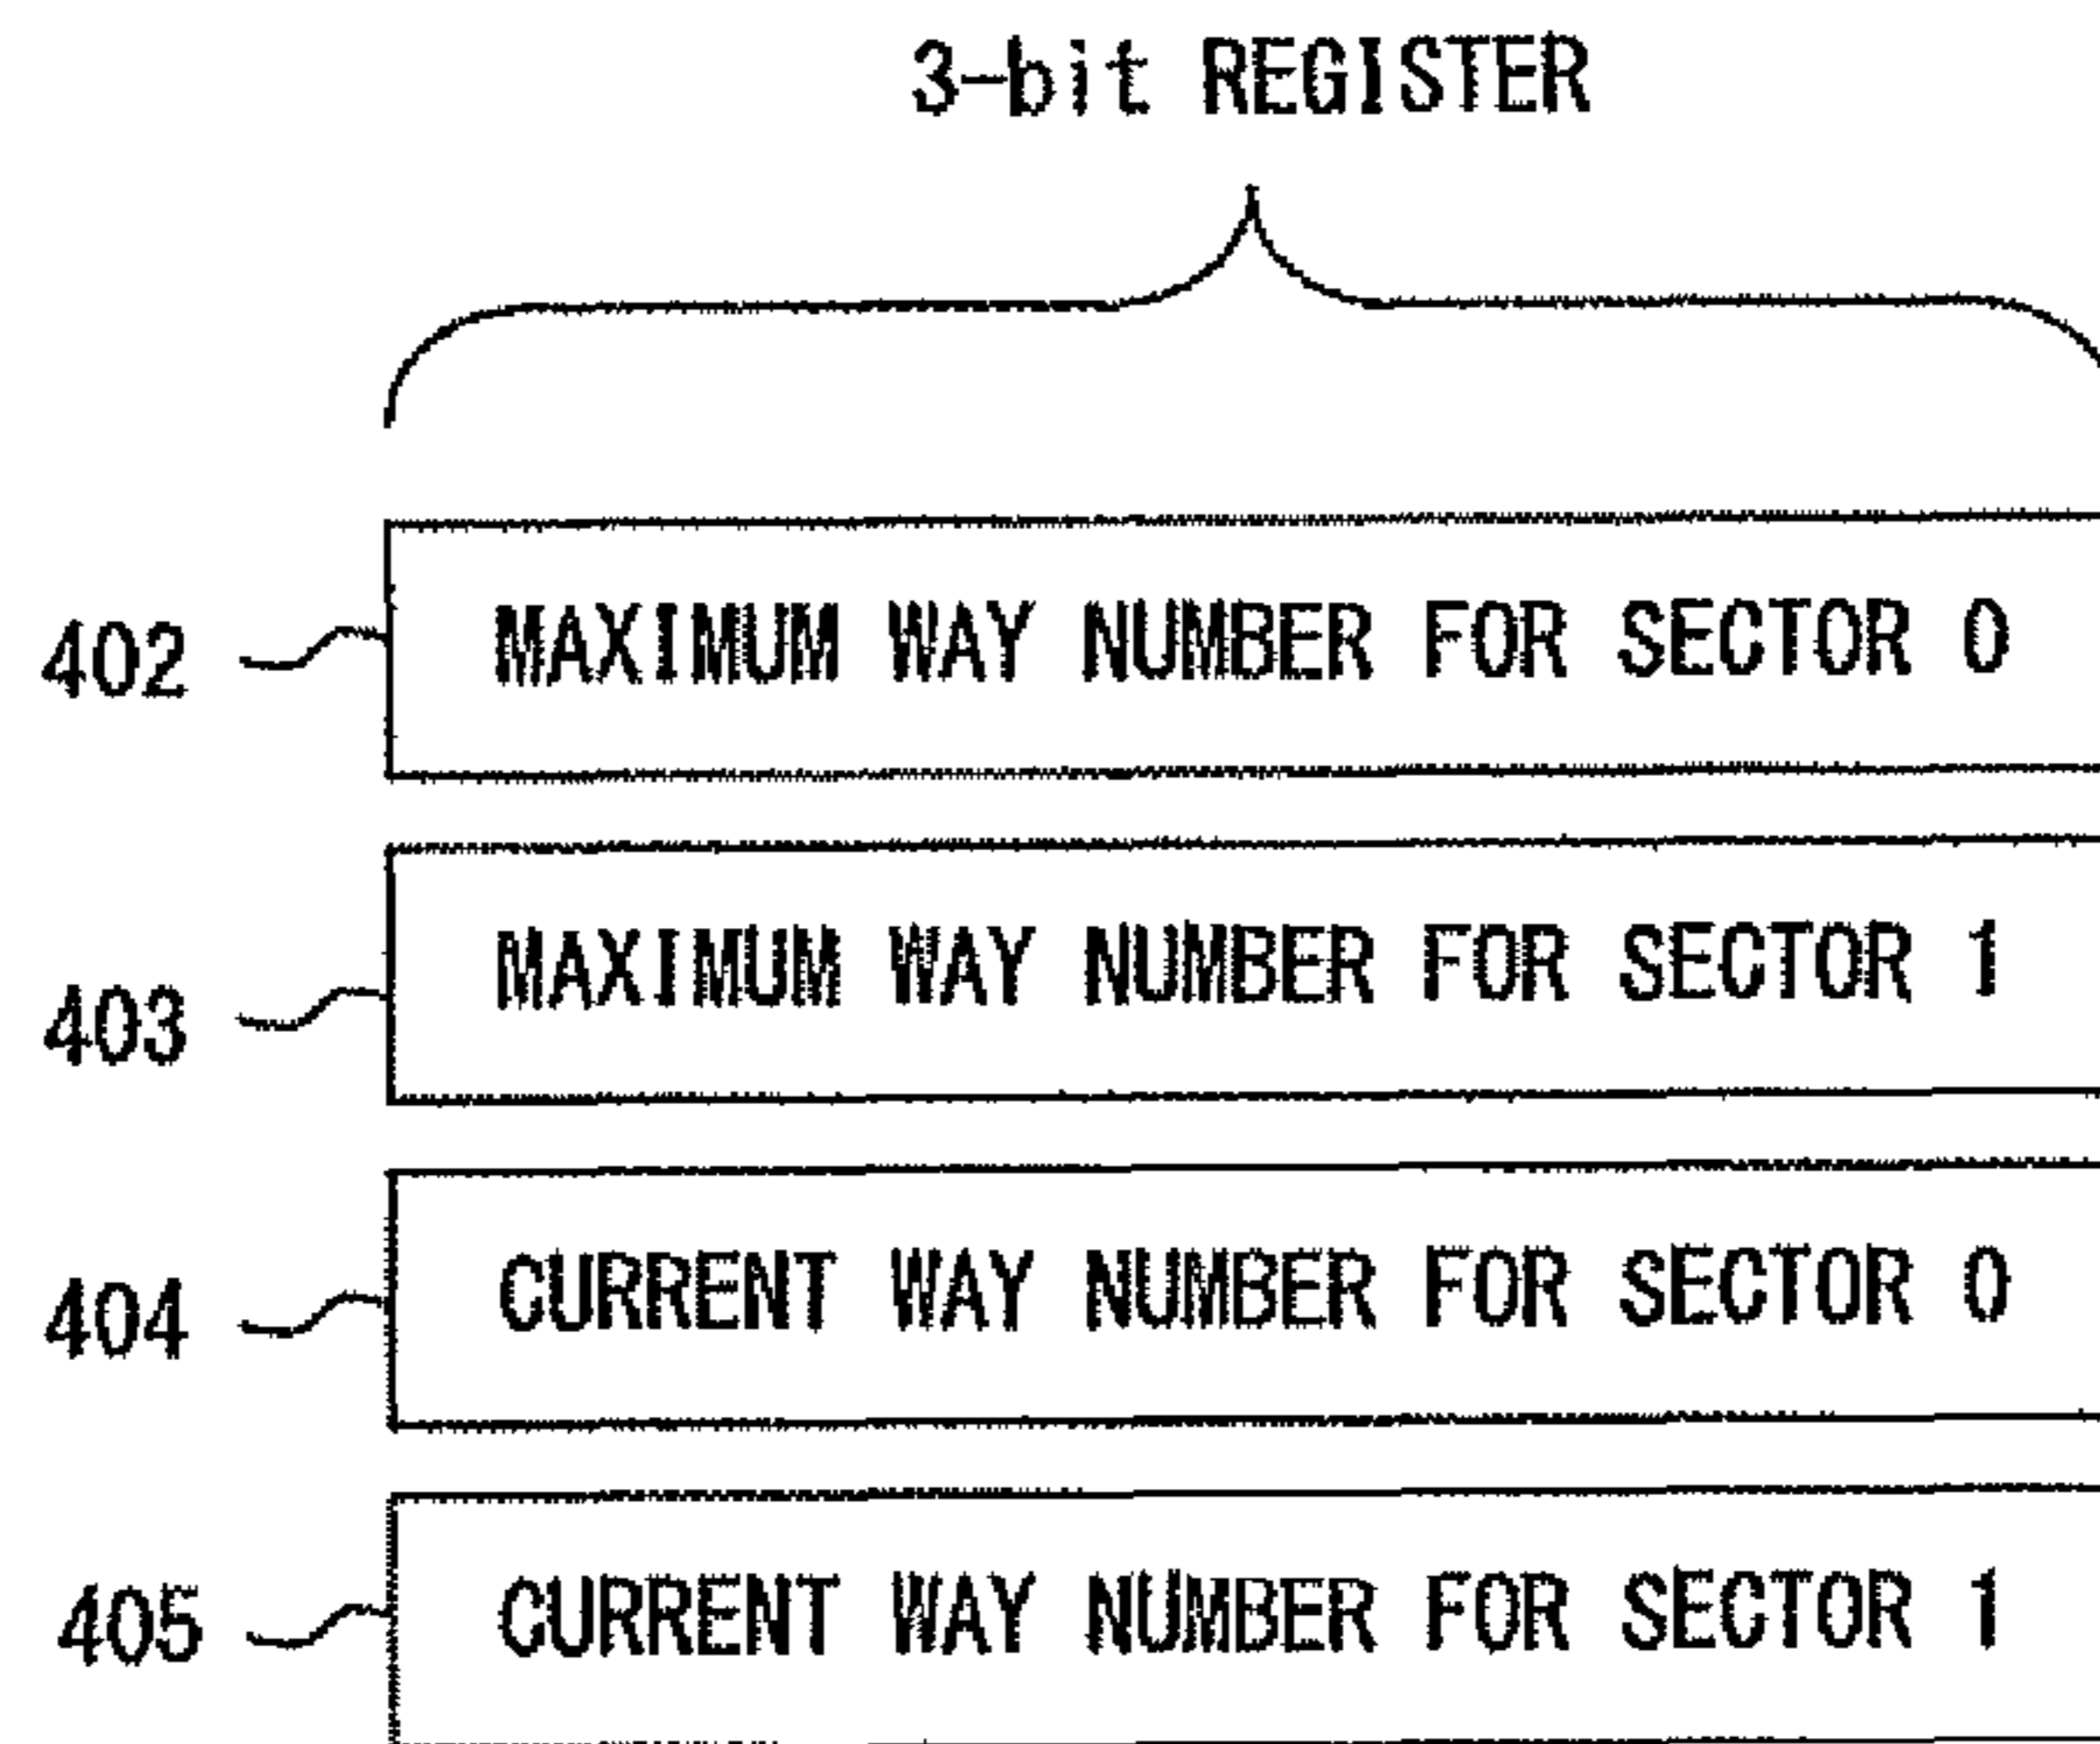 3-bit REGISTER
402 MAXIMUM WAY NUMBER FOR SECTOR 0
403 MAXIMUM WAY NUMBER FOR SECTOR 1
404 CURRENT WAY NUMBER FOR SECTOR 0
405 CURRENT WAY NUMBER FOR SECTOR 1